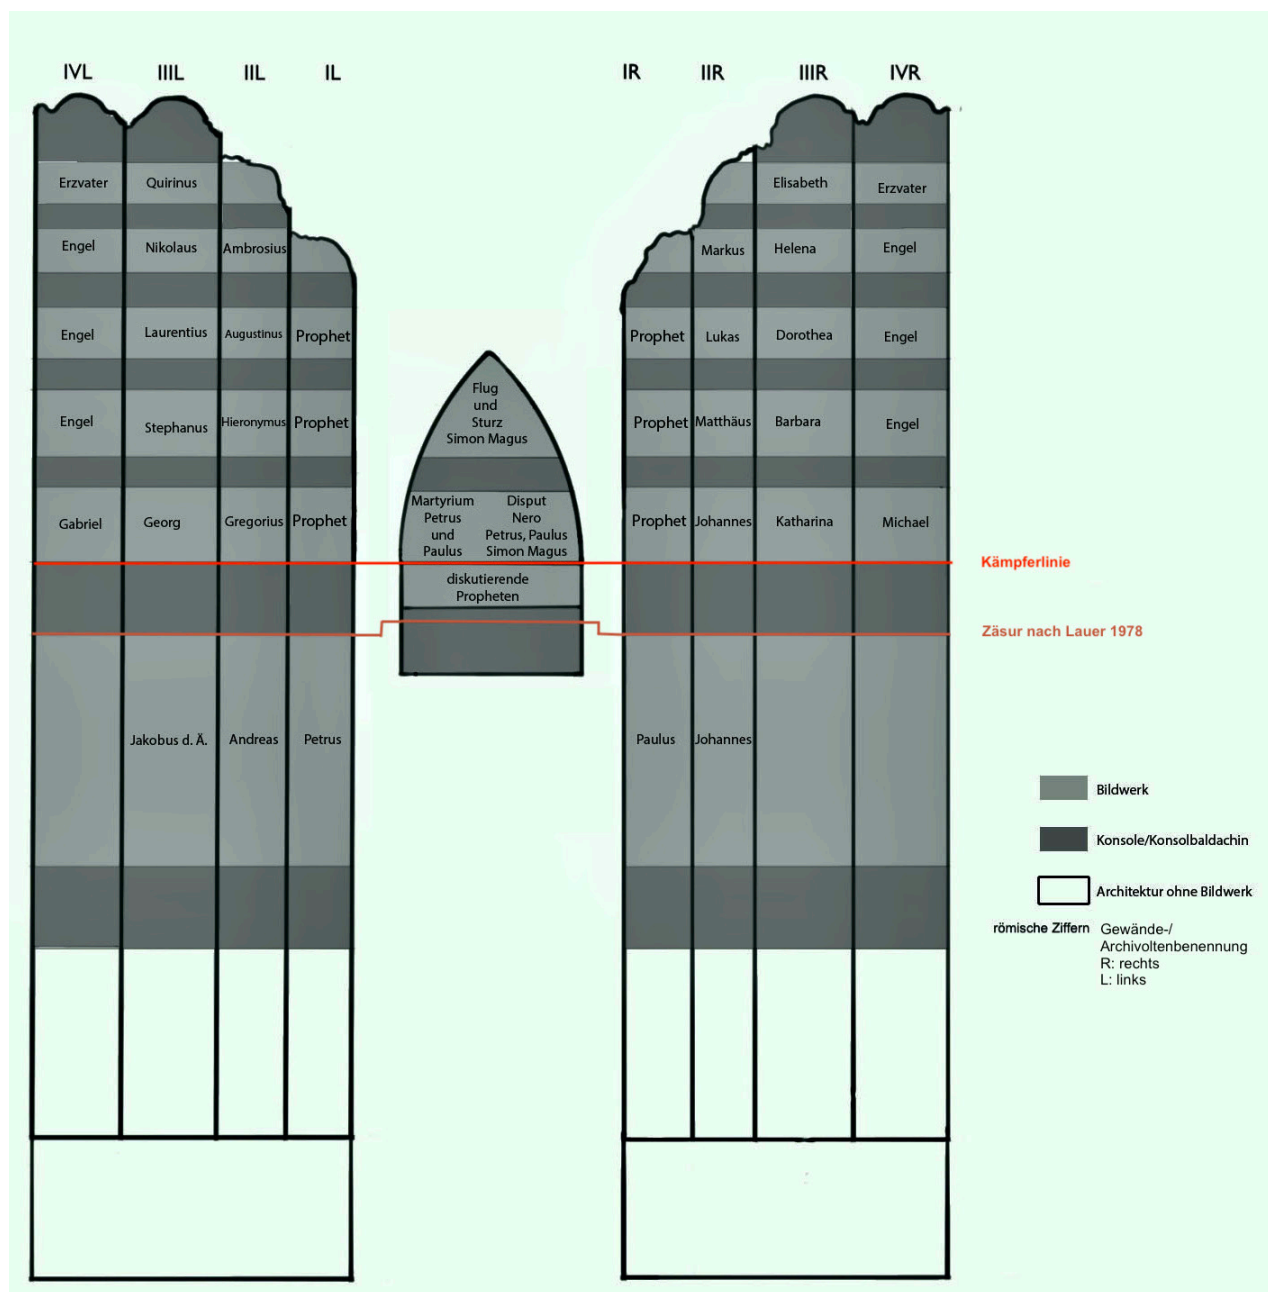 IVL IIIL IIL IL IR IIR IIIR IVR
Erzvater Quirinus Elisabeth Erzvater
Engel Nikolaus Ambrosius Markus Helena Engel
Engel Laurentius Augustinus Prophet Prophet Lukas Dorothea Engel
Engel Stephanus Hieronymus Prophet Prophet Matthäus Barbara Engel
Gabriel Georg Gregorius Prophet Prophet Johannes Katharina Michael
Flug
und
Sturz
Simon Magus
Martyrium
Petrus
und
Paulus
Disput
Nero
Petrus, Paulus
Simon Magus
diskutierende
Propheten
Kämpferlinie
Zäsur nach Lauer 1978
Jakobus d. Ä. Andreas Petrus Paulus Johannes
Bildwerk
Konsole/Konsolbaldachin
Architektur ohne Bildwerk
römische Ziffern Gewände-/
Archivoltenbenennung
R: rechts
L: links